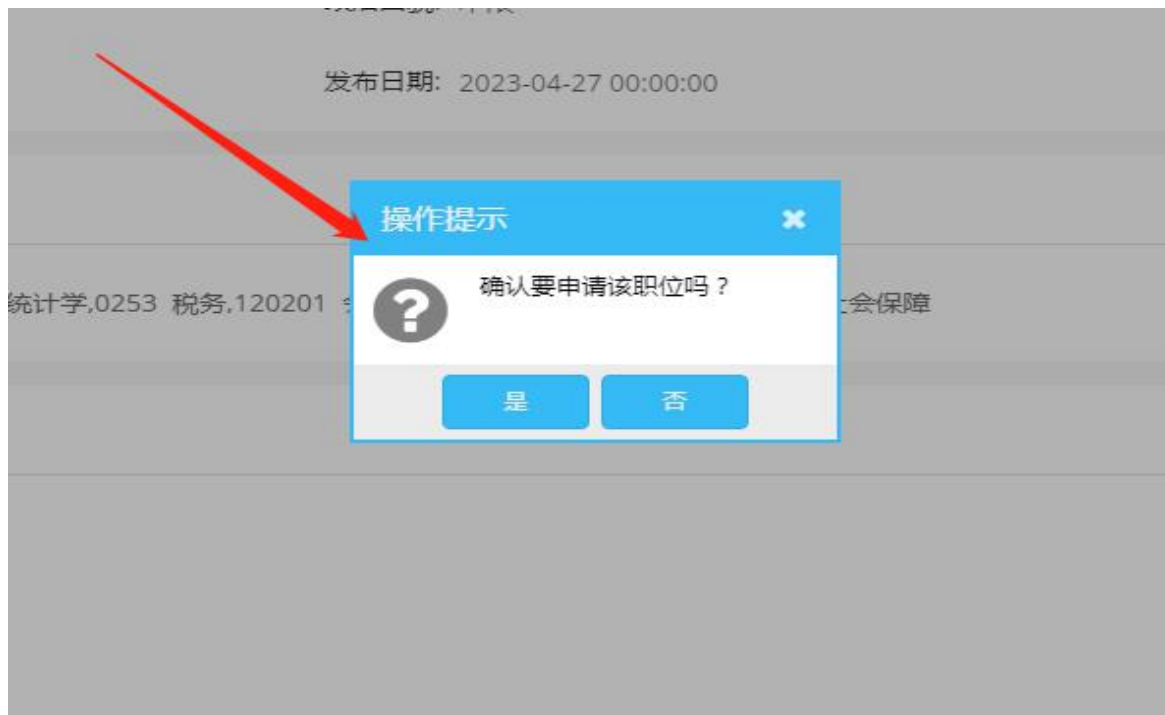 发布日期: 2023-04-27 00:00:00
操作提示
确认要申请该职位吗？
统计学,0253 税务,120201
会保障
是
否